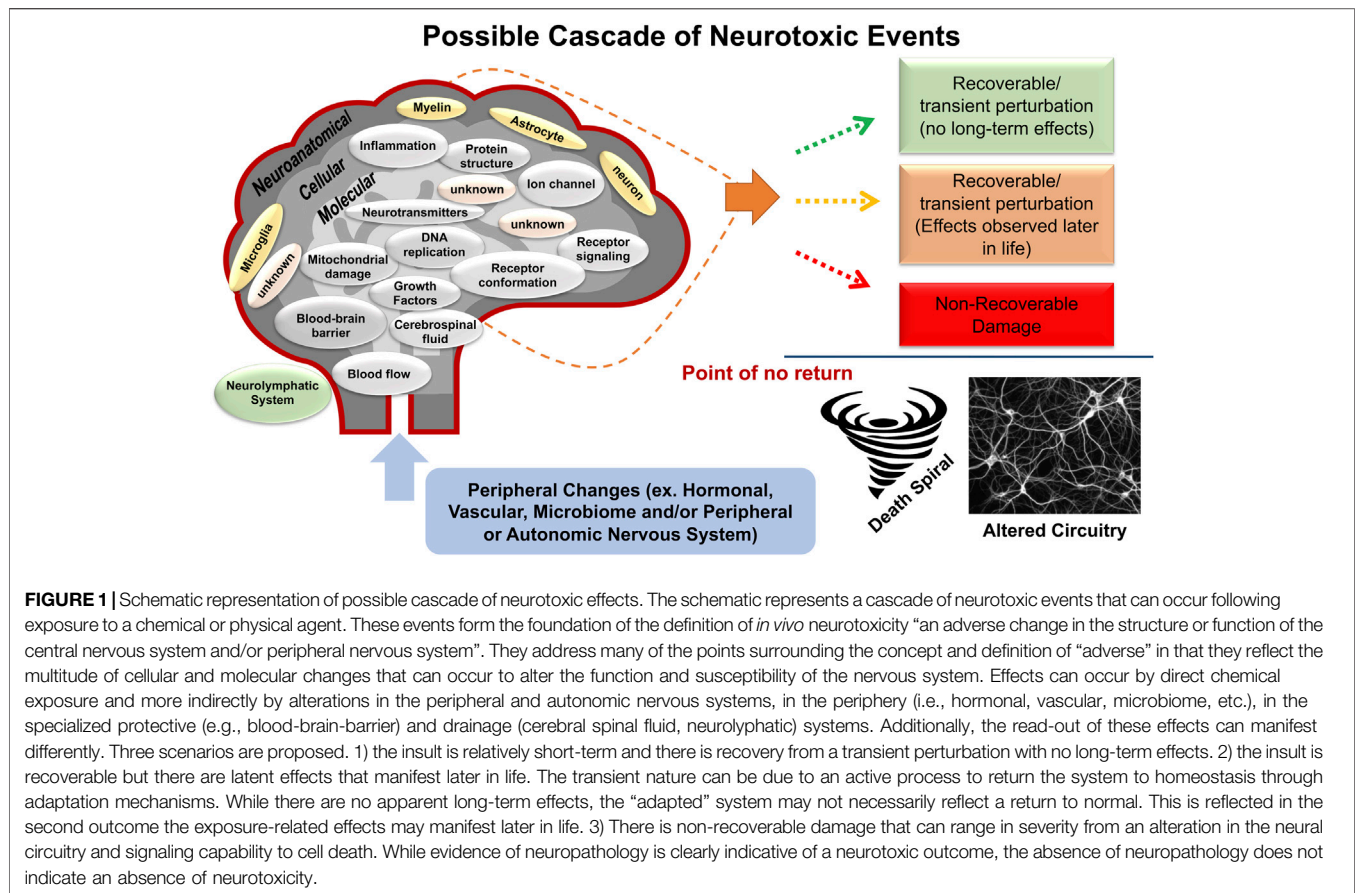 Possible Cascade of Neurotoxic Events
Neuroanatomical
Cellular
Molecular
Myelin
Astrocyte
neuron
Microglia
unknown
Inflammation
Protein
structure
unknown
Ion channel
Neurotransmitters
unknown
DNA
replication
Receptor
signaling
Mitochondrial
damage
Receptor
conformation
Growth
Factors
Blood-brain
barrier
Cerebrospinal
fluid
Blood flow
Neurolymphatic
System
Peripheral Changes (ex. Hormonal,
Vascular, Microbiome and/or Peripheral
or Autonomic Nervous System)
Recoverable/
transient perturbation
(no long-term effects)
Recoverable/
transient perturbation
(Effects observed later
in life)
Non-Recoverable
Damage
Point of no return
Death Spiral
Altered Circuitry
FIGURE 1 | Schematic representation of possible cascade of neurotoxic effects. The schematic represents a cascade of neurotoxic events that can occur following
exposure to a chemical or physical agent. These events form the foundation of the definition of in vivo neurotoxicity “an adverse change in the structure or function of the
central nervous system and/or peripheral nervous system”. They address many of the points surrounding the concept and definition of “adverse” in that they reflect the
multitude of cellular and molecular changes that can occur to alter the function and susceptibility of the nervous system. Effects can occur by direct chemical
exposure and more indirectly by alterations in the peripheral and autonomic nervous systems, in the periphery (i.e., hormonal, vascular, microbiome, etc.), in the
specialized protective (e.g., blood-brain-barrier) and drainage (cerebral spinal fluid, neurolyphatic) systems. Additionally, the read-out of these effects can manifest
differently. Three scenarios are proposed. 1) the insult is relatively short-term and there is recovery from a transient perturbation with no long-term effects. 2) the insult is
recoverable but there are latent effects that manifest later in life. The transient nature can be due to an active process to return the system to homeostasis through
adaptation mechanisms. While there are no apparent long-term effects, the “adapted” system may not necessarily reflect a return to normal. This is reflected in the
second outcome the exposure-related effects may manifest later in life. 3) There is non-recoverable damage that can range in severity from an alteration in the neural
circuitry and signaling capability to cell death. While evidence of neuropathology is clearly indicative of a neurotoxic outcome, the absence of neuropathology does not
indicate an absence of neurotoxicity.